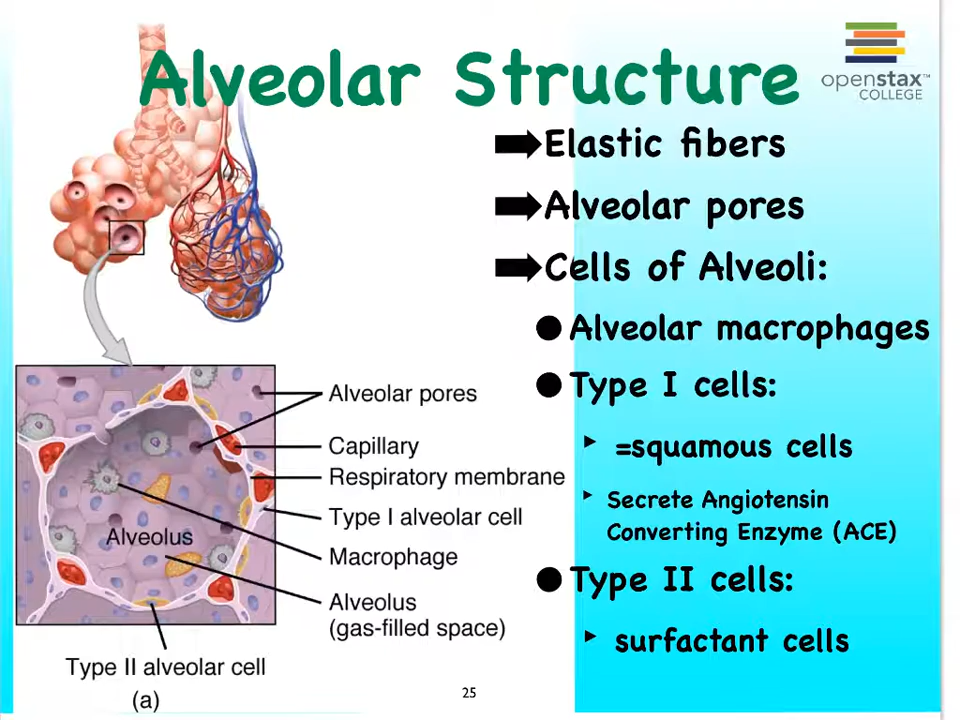 Alveolar Structure
openstax™
COLLEGE
Elastic fibers
Alveolar pores
Cells of Alveoli:
Alveolar macrophages
Type I cells:
=squamous cells
Secrete Angiotensin
Converting Enzyme (ACE)
Type II cells:
surfactant cells
Alveolar pores
Capillary
Respiratory membrane
Type I alveolar cell
Macrophage
Alveolus
(gas-filled space)
Alveolus
Type II alveolar cell
(a)
25